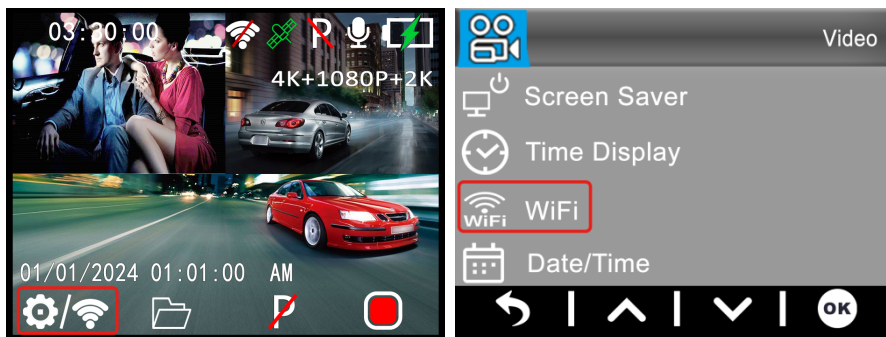 03:30:00
P
4K+1080P+2K
01/01/2024 01:01:00 AM
/
P
Video
Screen Saver
Time Display
WiFi WiFi
Date/Time
OK